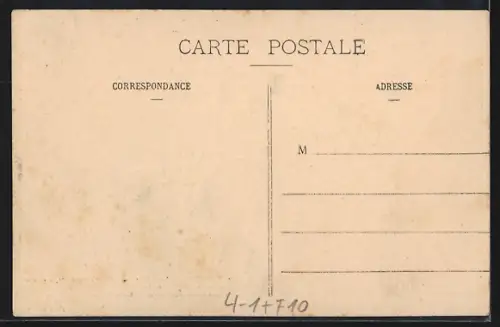 CARTE POSTALE
CORRESPONDANCE
ADRESSE
M
4-1+710